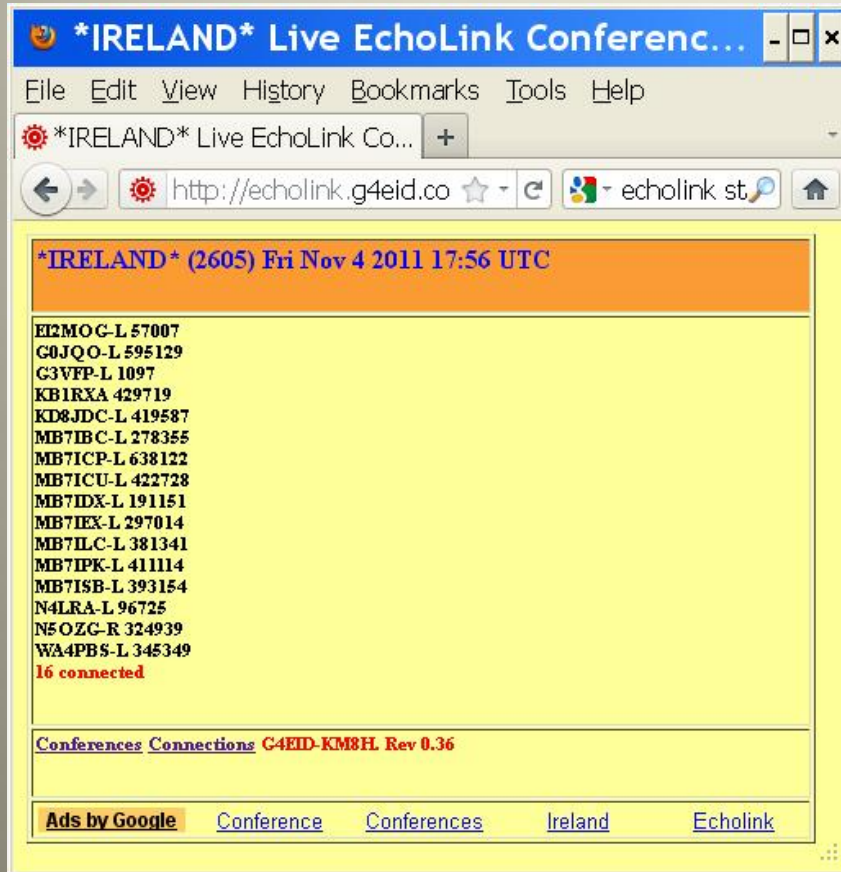 *IRELAND* Live EchoLink Conferenc...
File Edit View History Bookmarks Tools Help
*IRELAND* Live EchoLink Co... +
http://echolink.g4eid.co echolink st
*IRELAND* (2605) Fri Nov 4 2011 17:56 UTC
EI2MOG-L 57007
G0JQO-L 595129
G3VFP-L 1097
KB1RXA 429719
KD8JDC-L 419587
MB7IBC-L 278355
MB7ICP-L 638122
MB7ICU-L 422728
MB7IDX-L 191151
MB7IEX-L 297014
MB7ILC-L 381341
MB7IPK-L 411114
MB7ISB-L 393154
N4LRA-L 96725
N5OZG-R 324939
WA4PBS-L 345349
16 connected
Conferences Connections G4EID-KM8H. Rev 0.36
Ads by Google Conference Conferences Ireland Echolink